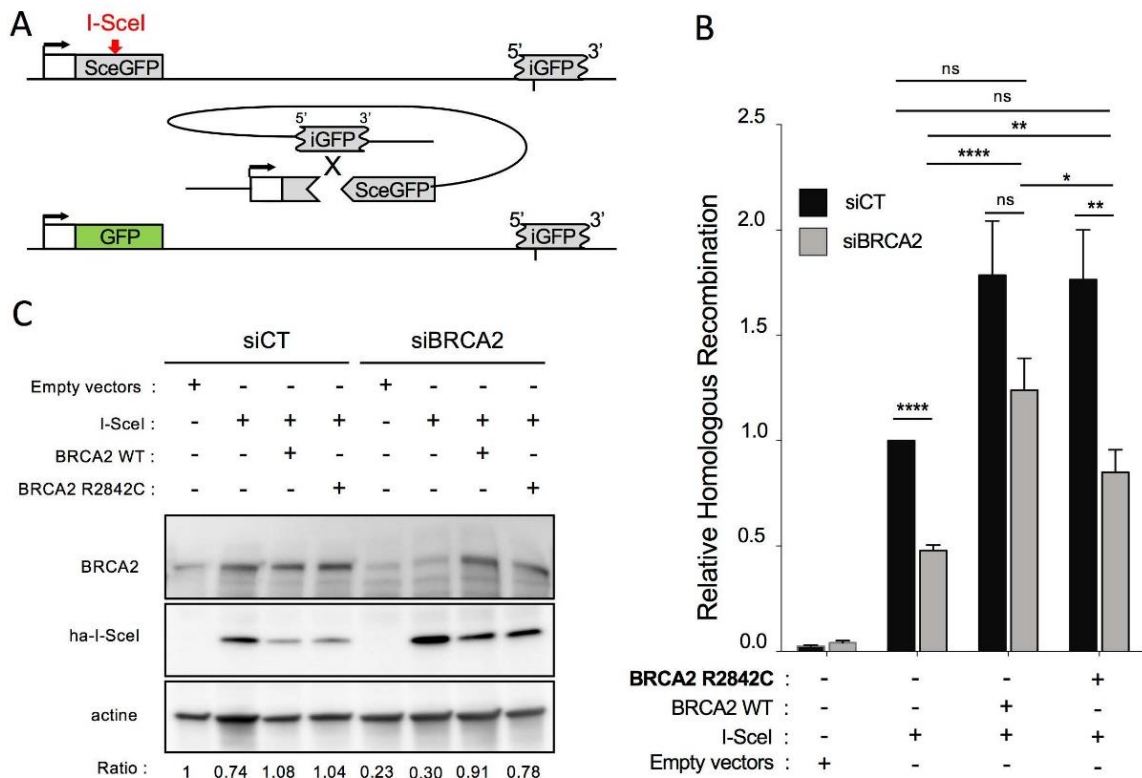 A
I-SceI
SceGFP
5’ 3’
iGFP
5’ 3’
iGFP
X
SceGFP
GFP
5’ 3’
iGFP
B
ns
ns
**
****
*
ns
**
****
siCT
siBRCA2
Relative Homologous Recombination
2.5
2.0
1.5
1.0
0.5
0.0
BRCA2 R2842C : - - - +
BRCA2 WT : - - + -
I-SceI : - + + +
Empty vectors : + - - -
C
siCT siBRCA2
Empty vectors : + - - - + - - -
I-SceI : - + + + - + + +
BRCA2 WT : - - + - - - + -
BRCA2 R2842C : - - - + - - - +
BRCA2
ha-I-SceI
actine
Ratio : 1 0.74 1.08 1.04 0.23 0.30 0.91 0.78